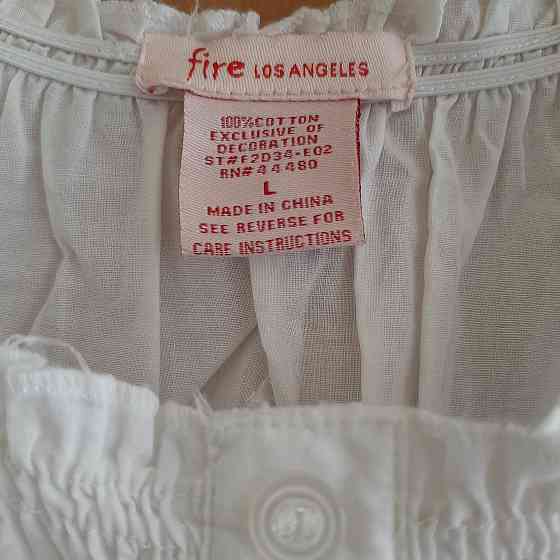 fire LOS ANGELES
100%COTTON
EXCLUSIVE OF
DECORATION
ST#F2D34-E02
RN#44480
L
MADE IN CHINA
SEE REVERSE FOR
CARE INSTRUCTIONS